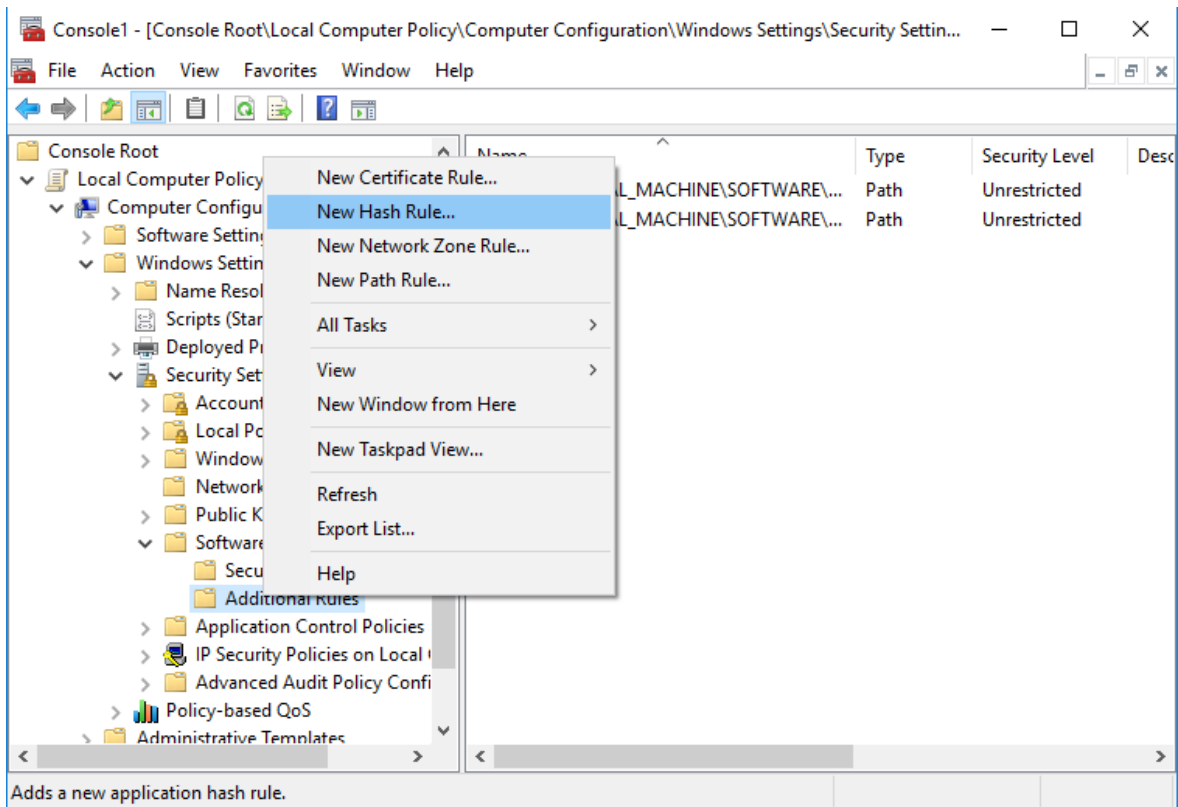 Console1 - [Console Root\Local Computer Policy\Computer Configuration\Windows Settings\Security Settin...
File Action View Favorites Window Help
Console Root
Local Computer Policy
Computer Configu
Software Setting
Windows Settin
Name Resol
Scripts (Star
Deployed Pr
Security Set
Account
Local Po
Window
Network
Public K
Software
Secu
Additional Rules
Application Control Policies
IP Security Policies on Local
Advanced Audit Policy Confi
Policy-based QoS
Administrative Templates
New Certificate Rule...
New Hash Rule...
New Network Zone Rule...
New Path Rule...
All Tasks
View
New Window from Here
New Taskpad View...
Refresh
Export List...
Help
Name Type Security Level Desc
AL_MACHINE\SOFTWARE\... Path Unrestricted
AL_MACHINE\SOFTWARE\... Path Unrestricted
Adds a new application hash rule.